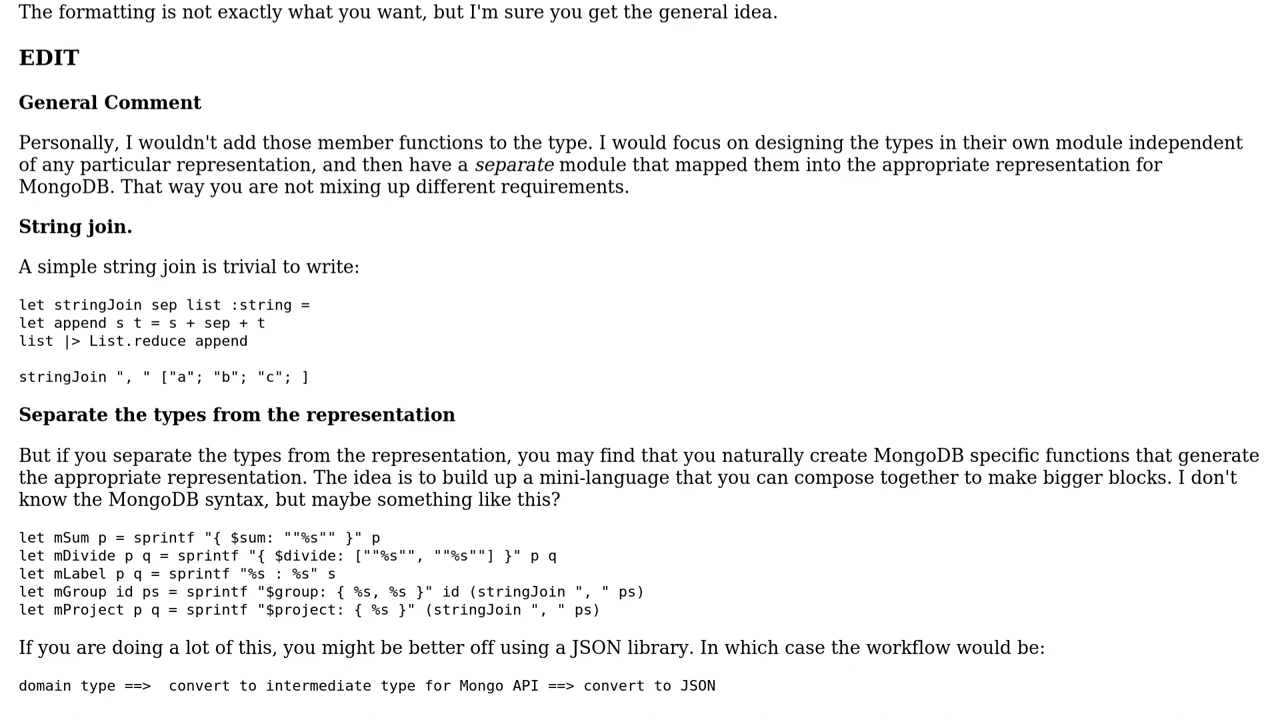 The formatting is not exactly what you want, but I'm sure you get the general idea.
EDIT
General Comment
Personally, I wouldn't add those member functions to the type. I would focus on designing the types in their own module independent
of any particular representation, and then have a separate module that mapped them into the appropriate representation for
MongoDB. That way you are not mixing up different requirements.
String join.
A simple string join is trivial to write:
let stringJoin sep list :string =
let append s t = s + sep + t
list |> List.reduce append
stringJoin ", " ["a"; "b"; "c"; ]
Separate the types from the representation
But if you separate the types from the representation, you may find that you naturally create MongoDB specific functions that generate
the appropriate representation. The idea is to build up a mini-language that you can compose together to make bigger blocks. I don't
know the MongoDB syntax, but maybe something like this?
let mSum p = sprintf "{ $sum: ""%s"" }" p
let mDivide p q = sprintf "{ $divide: [""%s"", ""%s""] }" p q
let mLabel p q = sprintf "%s : %s" s
let mGroup id ps = sprintf "$group: { %s, %s }" id (stringJoin ", " ps)
let mProject p q = sprintf "$project: { %s }" (stringJoin ", " ps)
If you are doing a lot of this, you might be better off using a JSON library. In which case the workflow would be:
domain type ==>  convert to intermediate type for Mongo API ==> convert to JSON